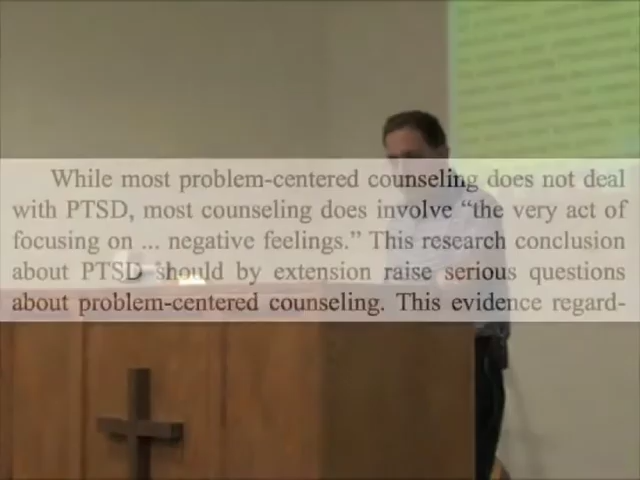 While most problem-centered counseling does not deal
with PTSD, most counseling does involve “the very act of
focusing on ... negative feelings.” This research conclusion
about PTSD should by extension raise serious questions
about problem-centered counseling. This evidence regard-